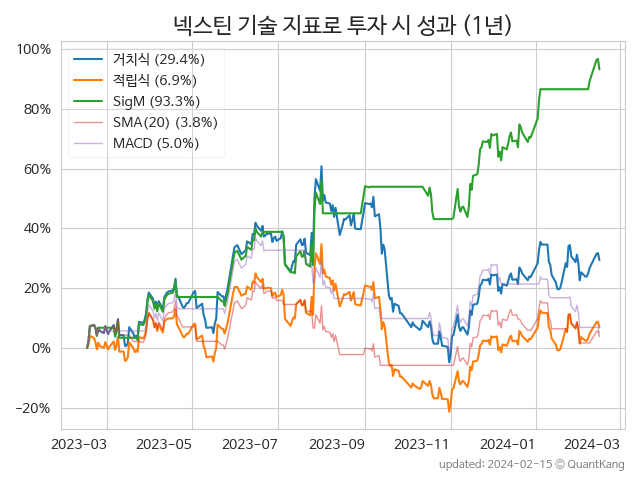 넥스틴 기술 지표로 투자 시 성과 (1년)
거치식 (29.4%)
적립식 (6.9%)
SigM (93.3%)
SMA(20) (3.8%)
MACD (5.0%)
100%
80%
60%
40%
20%
0%
−20%
2023-03 2023-05 2023-07 2023-09 2023-11 2024-01 2024-03
updated: 2024-02-15 © QuantKang